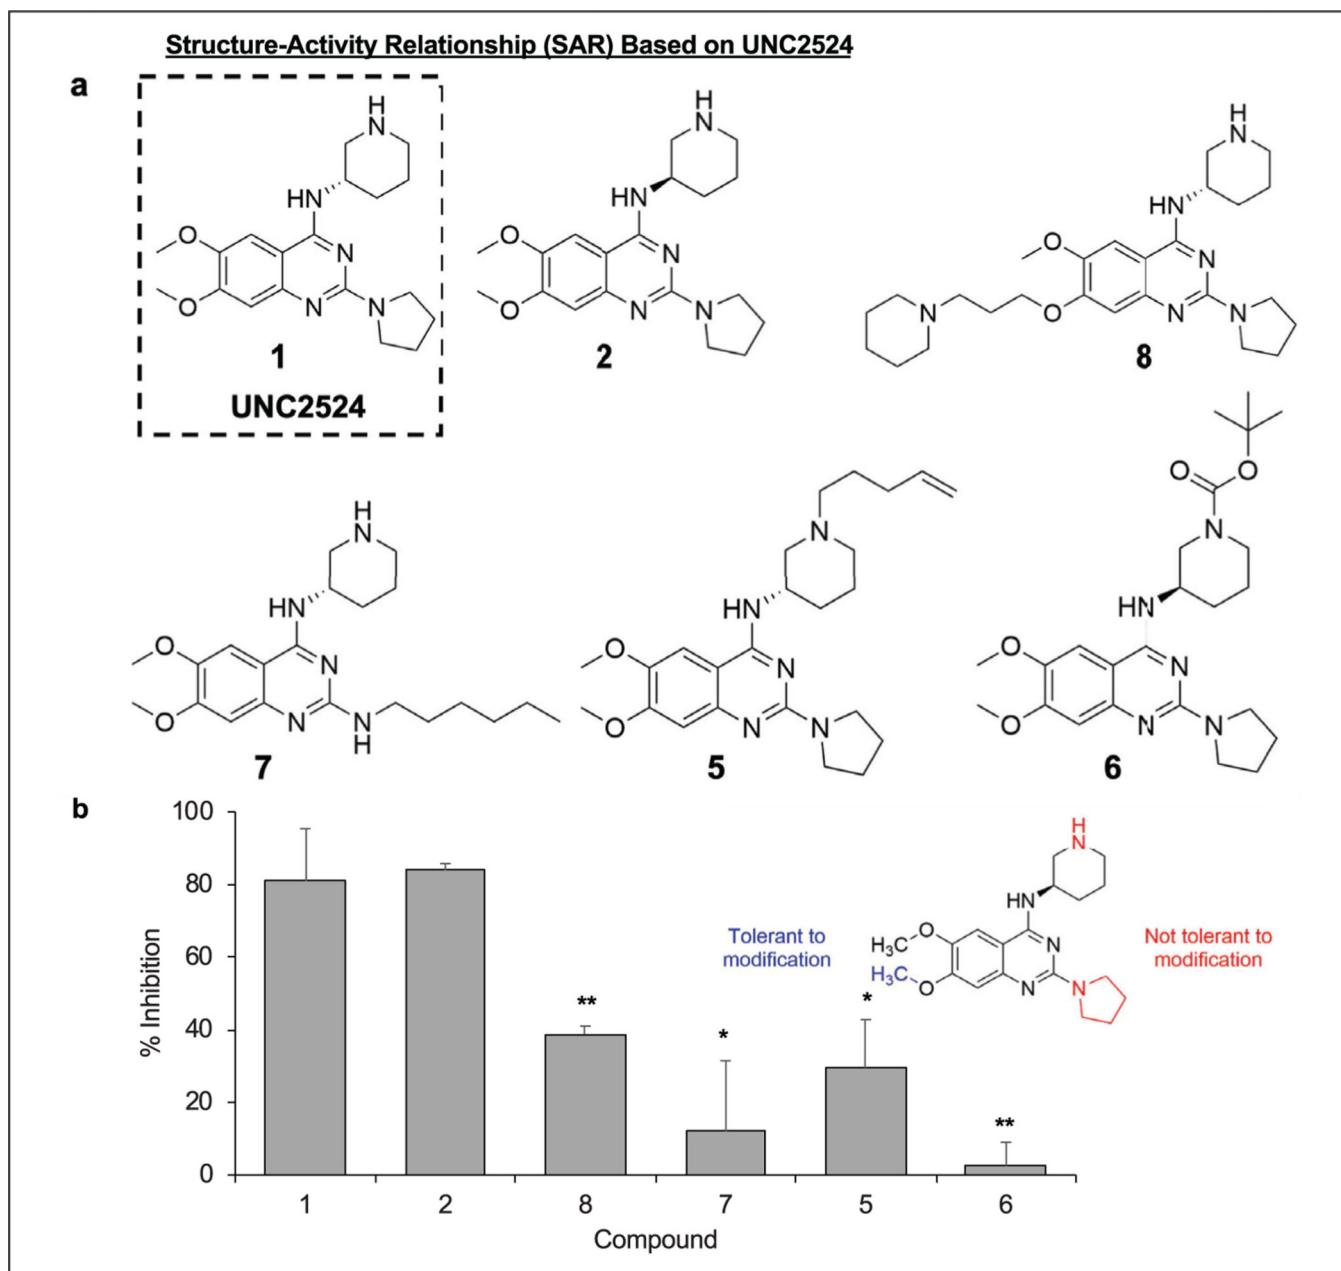 Structure-Activity Relationship (SAR) Based on UNC2524
a
H
N
HN
O
O
N
N
N
1
UNC2524
H
N
HN
O
O
N
N
N
2
H
N
HN
O
N
O
N
N
N
8
H
N
HN
O
O
N
N
N
H
7
N
HN
O
O
N
N
N
5
O
O
N
HN
O
O
N
N
N
6
b
% Inhibition
100
80
60
40
20
0
**
*
*
**
1 2 8 7 5 6
Compound
Tolerant to
modification
H
N
HN
H₃C O
H₃C O
N
N
N
Not tolerant to
modification